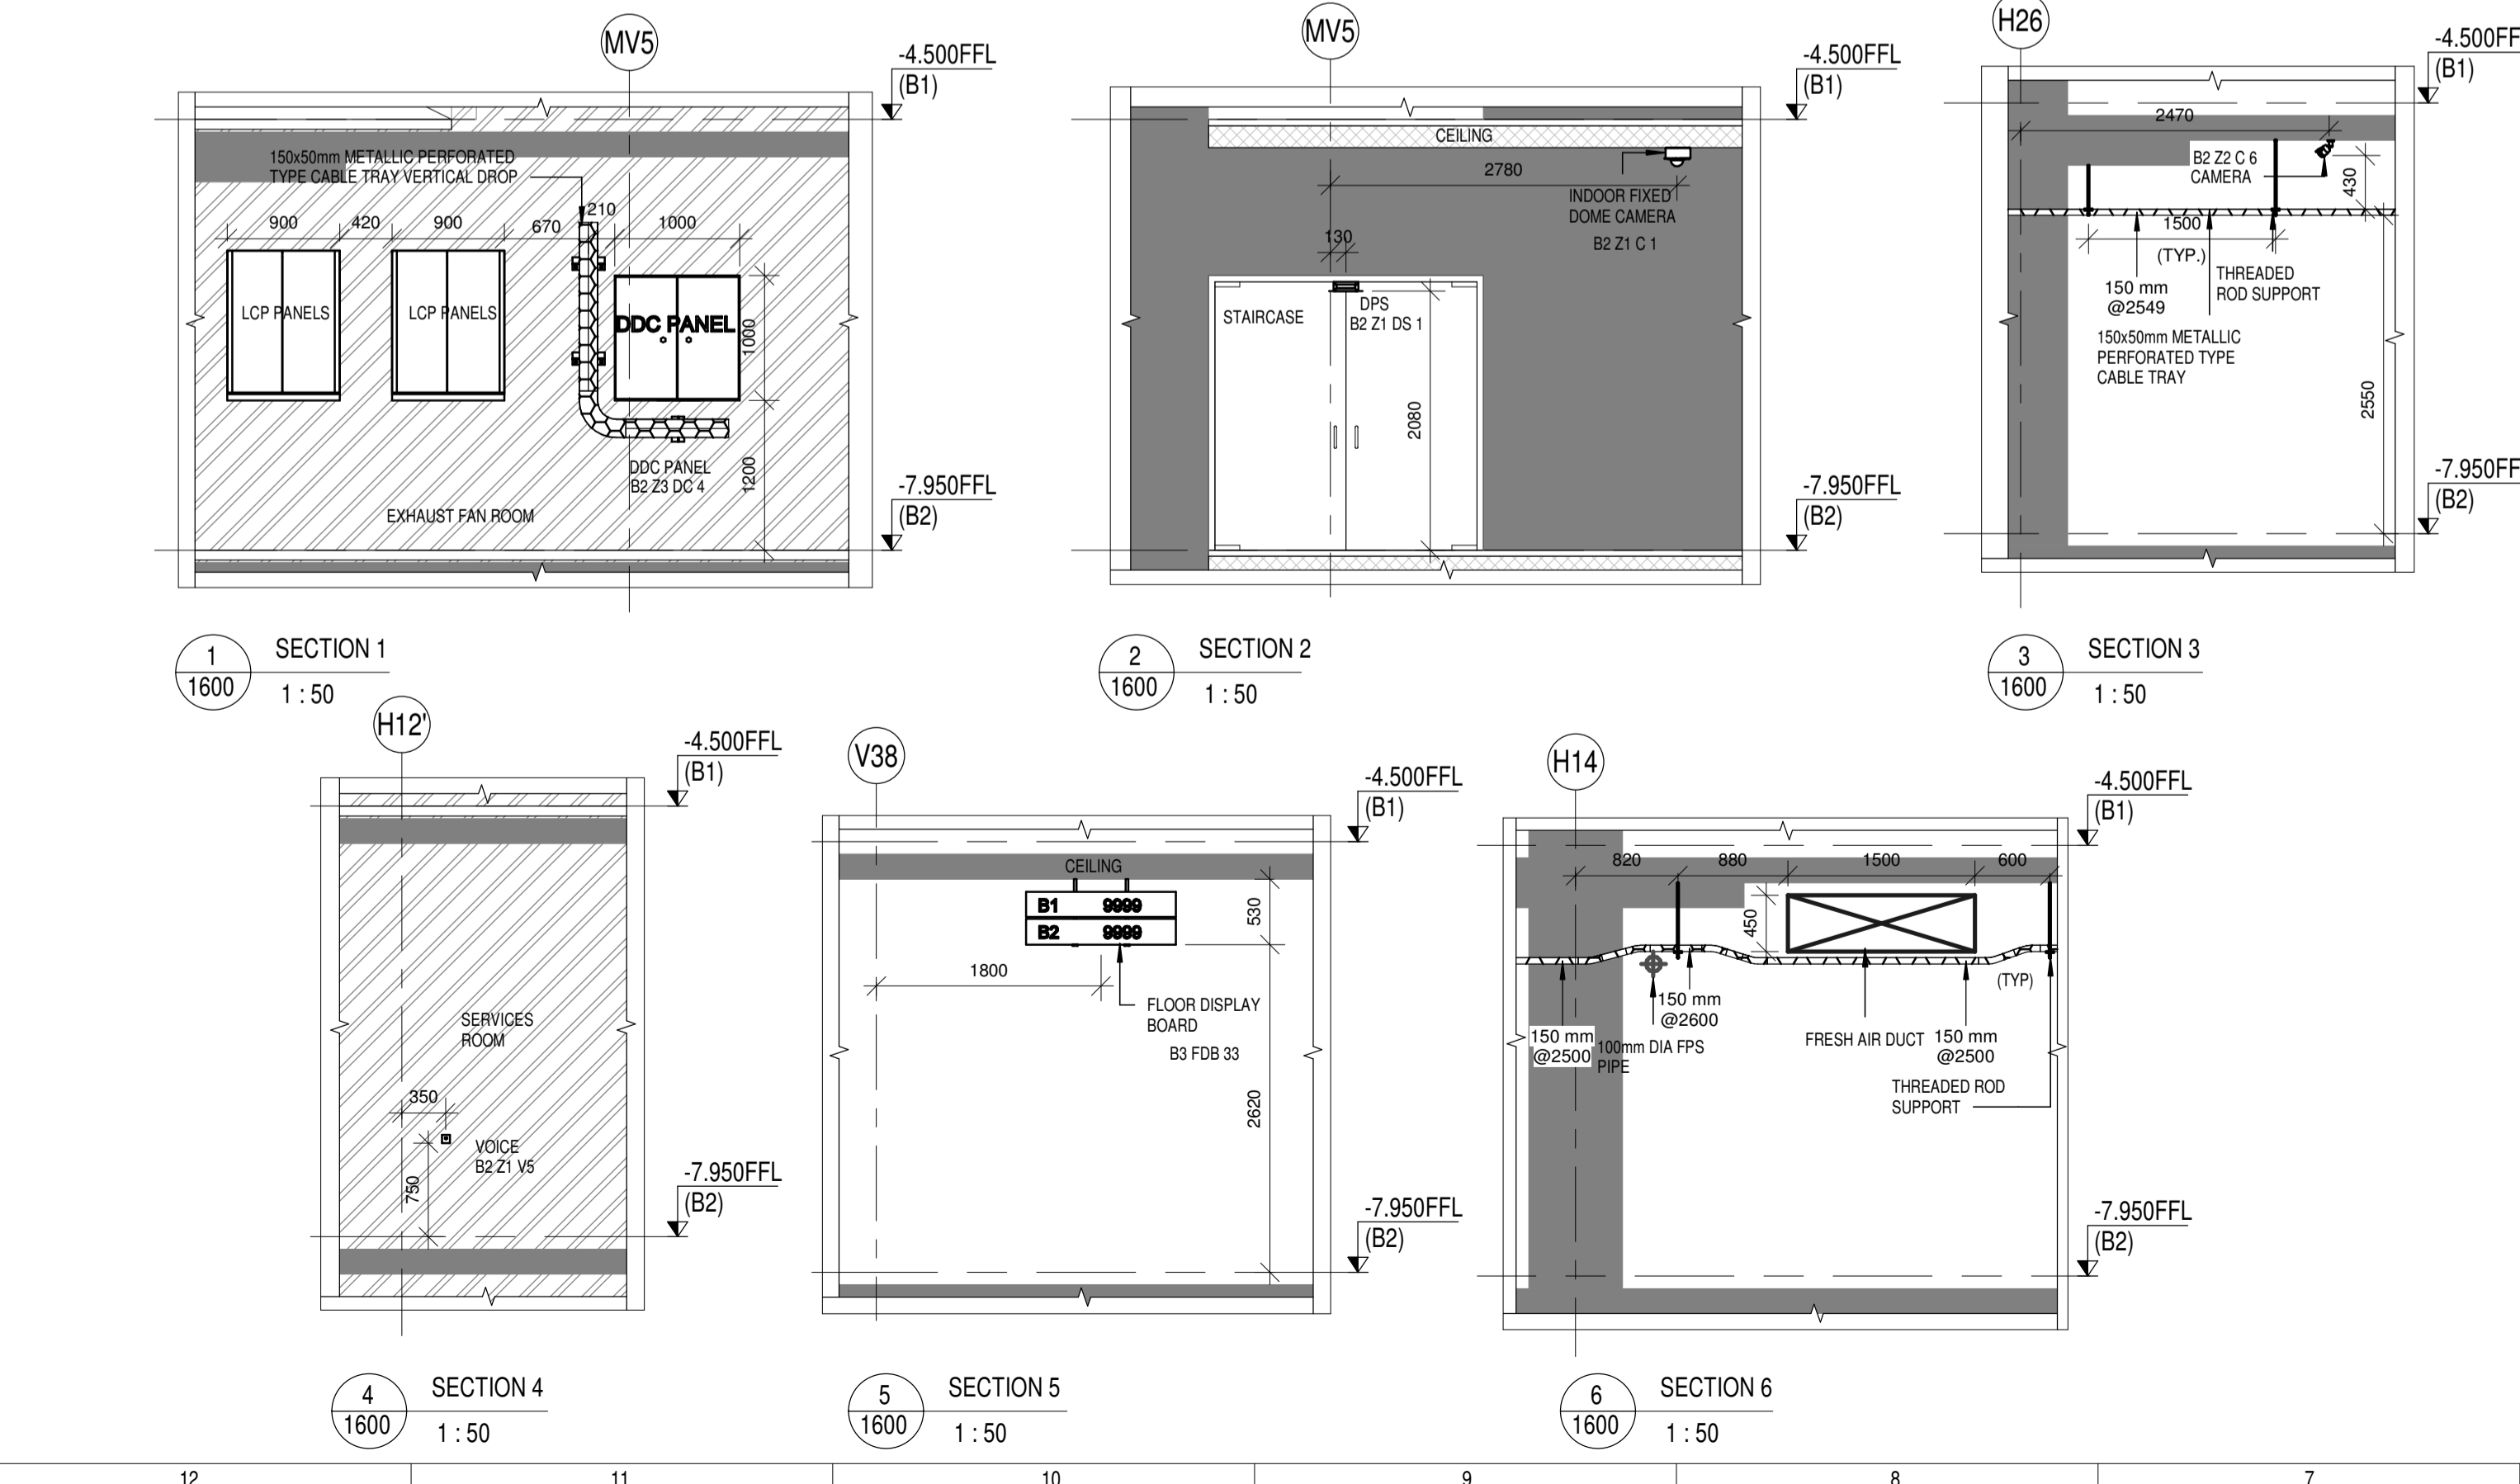 MV5
-4.500FFL
(B1)
150x50mm METALLIC PERFORATED
TYPE CABLE TRAY VERTICAL DROP
900
420
900
670
210
1000
LCP PANELS
LCP PANELS
DDC PANEL
1000
DDC PANEL
B2 Z3 DC 4
1200
EXHAUST FAN ROOM
-7.950FFL
(B2)
1
1600
SECTION 1
1 : 50
MV5
-4.500FFL
(B1)
CEILING
2780
INDOOR FIXED
DOME CAMERA
B2 Z1 C 1
130
STAIRCASE
DPS
B2 Z1 DS 1
2080
-7.950FFL
(B2)
2
1600
SECTION 2
1 : 50
H26
-4.500FF
(B1)
2470
B2 Z2 C 6
CAMERA
430
1500
(TYP.)
150 mm
@2549
THREADED
ROD SUPPORT
150x50mm METALLIC
PERFORATED TYPE
CABLE TRAY
2550
-7.950FF
(B2)
3
1600
SECTION 3
1 : 50
H12'
-4.500FFL
(B1)
SERVICES
ROOM
350
VOICE
B2 Z1 V5
750
-7.950FFL
(B2)
4
1600
SECTION 4
1 : 50
V38
-4.500FFL
(B1)
CEILING
B1 9999
B2 9999
530
1800
FLOOR DISPLAY
BOARD
B3 FDB 33
2620
-7.950FFL
(B2)
5
1600
SECTION 5
1 : 50
H14
-4.500FFL
(B1)
820
880
1500
600
450
(TYP)
150 mm
@2600
150 mm
@2500
100mm DIA FPS
PIPE
FRESH AIR DUCT
150 mm
@2500
THREADED ROD
SUPPORT
-7.950FFL
(B2)
6
1600
SECTION 6
1 : 50
12
11
10
9
8
7